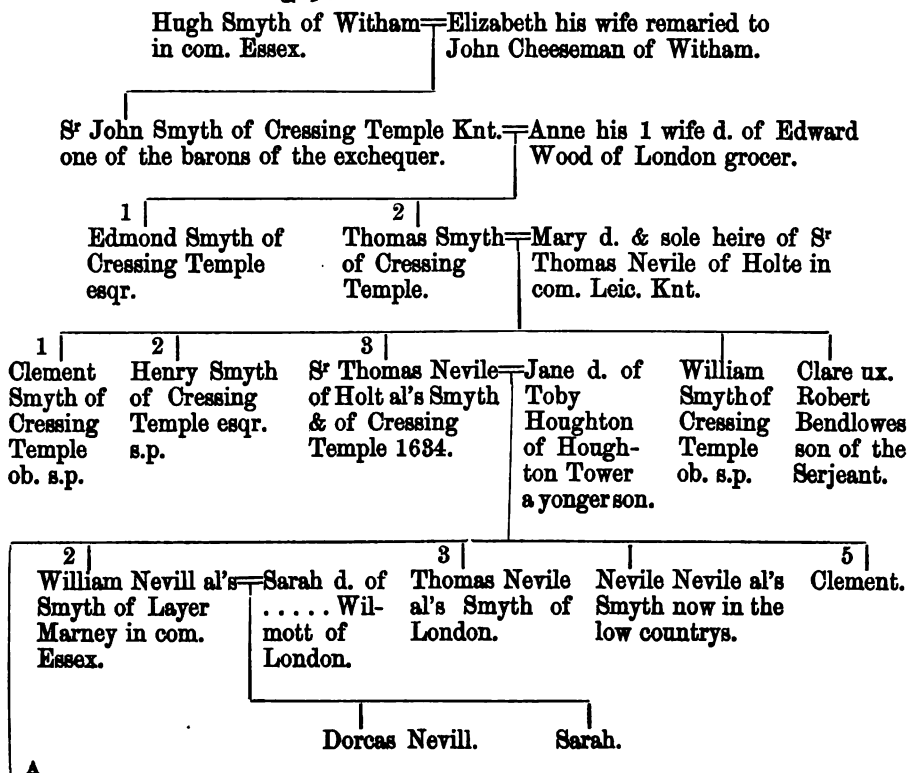 Hugh Smyth of Witham
in com. Essex.
Elizabeth his wife remaried to
John Cheeseman of Witham.
Sr John Smyth of Cressing Temple Knt.
one of the barons of the exchequer.
Anne his 1 wife d. of Edward
Wood of London grocer.
1
Edmond Smyth of
Cressing Temple
esqr.
2
Thomas Smyth
of Cressing
Temple.
Mary d. & sole heire of Sr
Thomas Nevile of Holte in
com. Leic. Knt.
1
Clement
Smyth of
Cressing
Temple
ob. s.p.
2
Henry Smyth
of Cressing
Temple esqr.
s.p.
3
Sr Thomas Nevile
of Holt al's Smyth
& of Cressing
Temple 1634.
Jane d. of
Toby
Houghton
of Hough-
ton Tower
a yonger son.
William
Smyth of
Cressing
Temple
ob. s.p.
Clare ux.
Robert
Bendlowes
son of the
Serjeant.
2
William Nevill al's
Smyth of Layer
Marney in com.
Essex.
Sarah d. of
..... Wil-
mott of
London.
3
Thomas Nevile
al's Smyth of
London.
Nevile Nevile al's
Smyth now in the
low countrys.
5
Clement.
Dorcas Nevill.
Sarah.
A